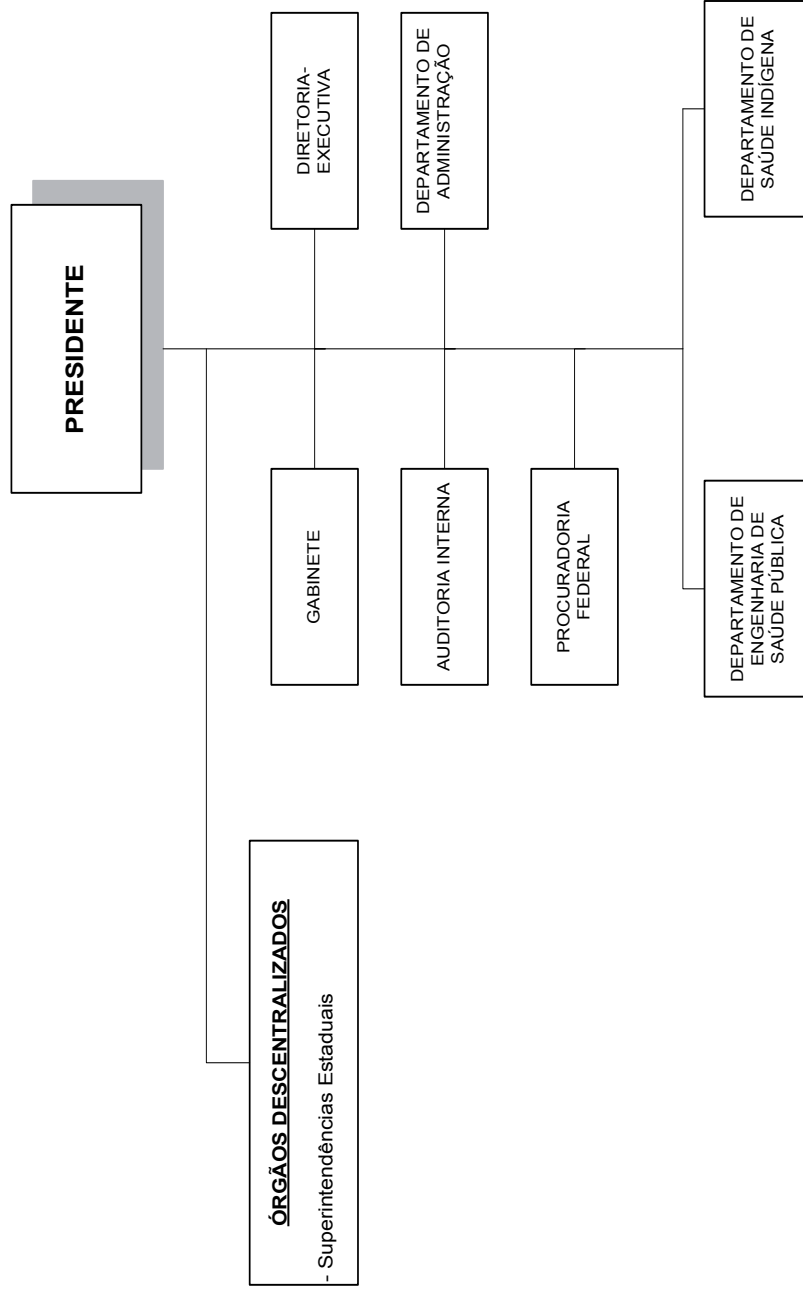 PRESIDENTE
ÓRGÃOS DESCENTRALIZADOS
- Superintendências Estaduais
GABINETE
DIRETORIA-
EXECUTIVA
AUDITORIA INTERNA
DEPARTAMENTO DE
ADMINISTRAÇÃO
PROCURADORIA
FEDERAL
DEPARTAMENTO DE
ENGENHARIA DE
SAÚDE PÚBLICA
DEPARTAMENTO DE
SAÚDE INDÍGENA